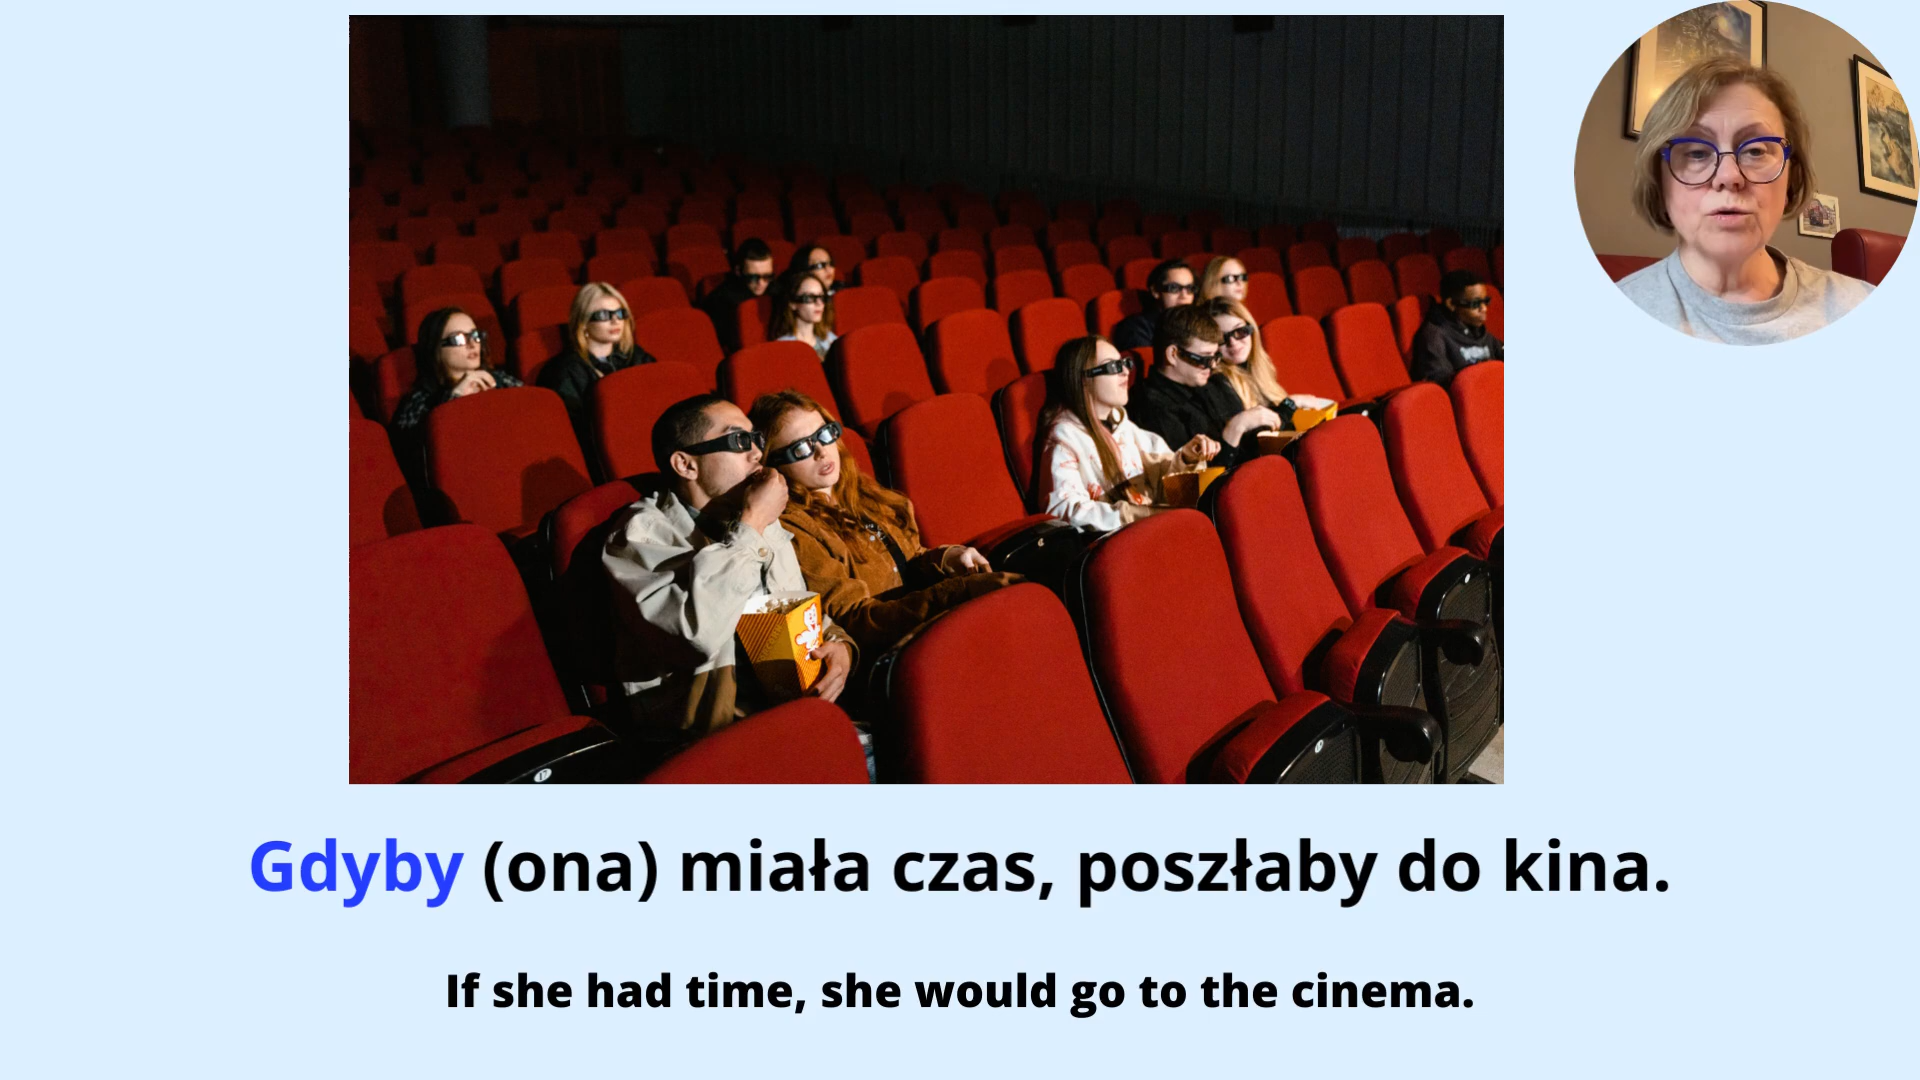 Gdyby (ona) miała czas, poszłaby do kina.
If she had time, she would go to the cinema.